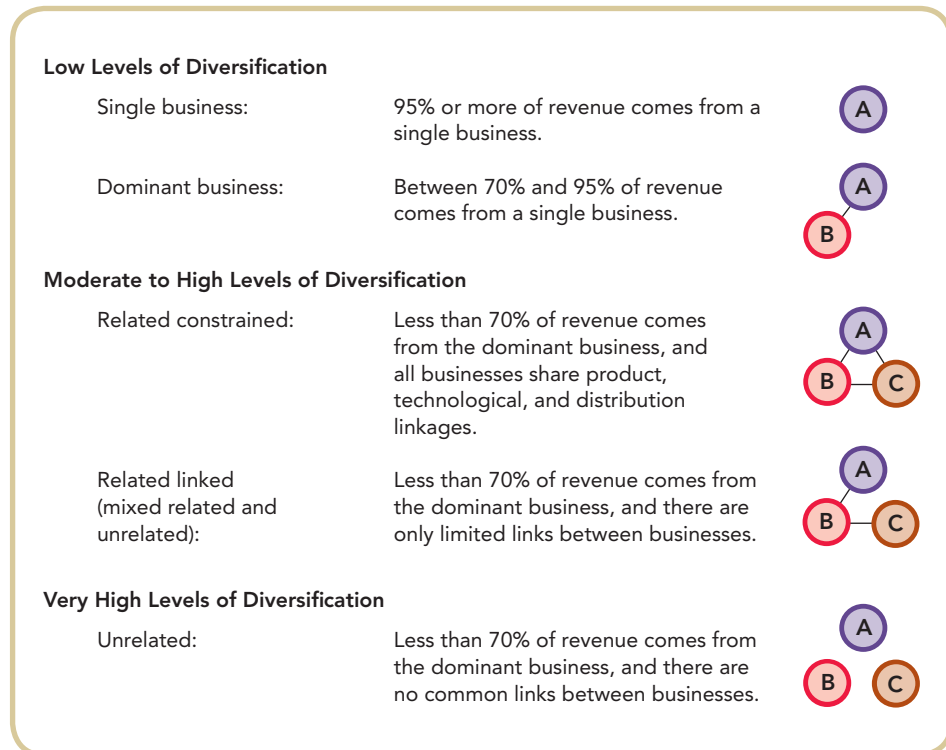 Low Levels of Diversification
Single business: 95% or more of revenue comes from a
single business.
A
Dominant business: Between 70% and 95% of revenue
comes from a single business.
A
B
Moderate to High Levels of Diversification
Related constrained: Less than 70% of revenue comes
from the dominant business, and
all businesses share product,
technological, and distribution
linkages.
A
B C
Related linked
(mixed related and
unrelated):
Less than 70% of revenue comes from
the dominant business, and there are
only limited links between businesses.
A
B C
Very High Levels of Diversification
Unrelated: Less than 70% of revenue comes from
the dominant business, and there are
no common links between businesses.
A
B C